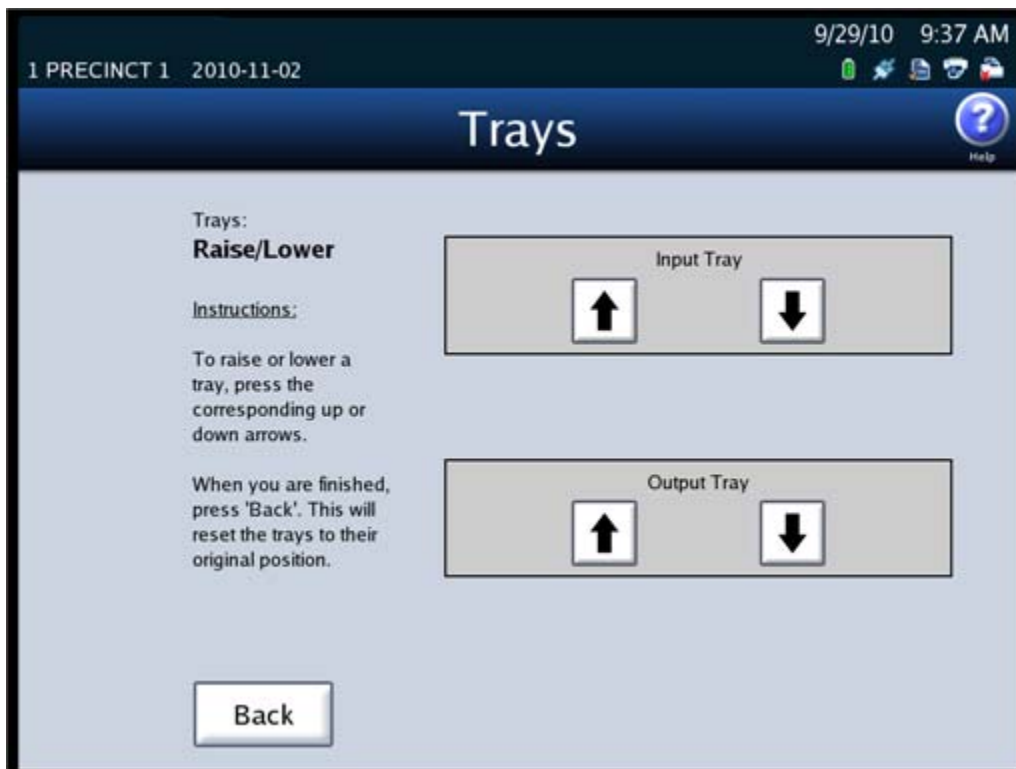 9/29/10 9:37 AM
1 PRECINCT 1 2010-11-02
Trays
Help
Trays:
Raise/Lower
Instructions:
To raise or lower a
tray, press the
corresponding up or
down arrows.
When you are finished,
press 'Back'. This will
reset the trays to their
original position.
Input Tray
Output Tray
Back